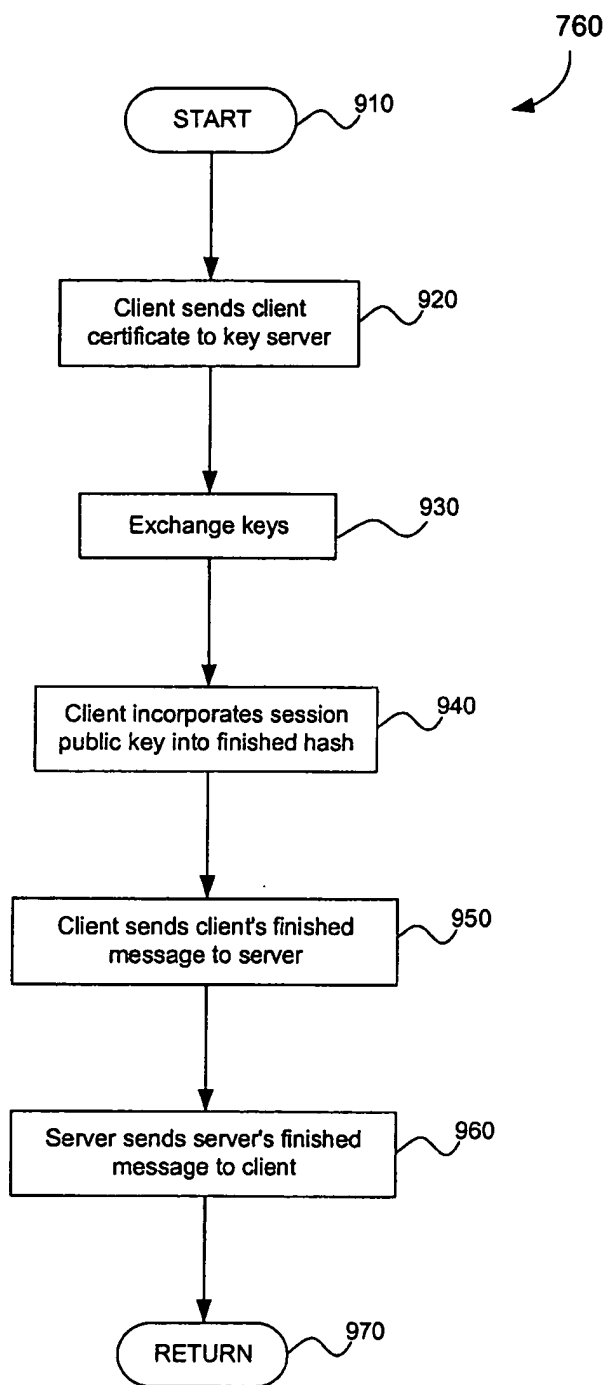 760
START
910
Client sends client
certificate to key server
920
Exchange keys
930
Client incorporates session
public key into finished hash
940
Client sends client's finished
message to server
950
Server sends server's finished
message to client
960
RETURN
970